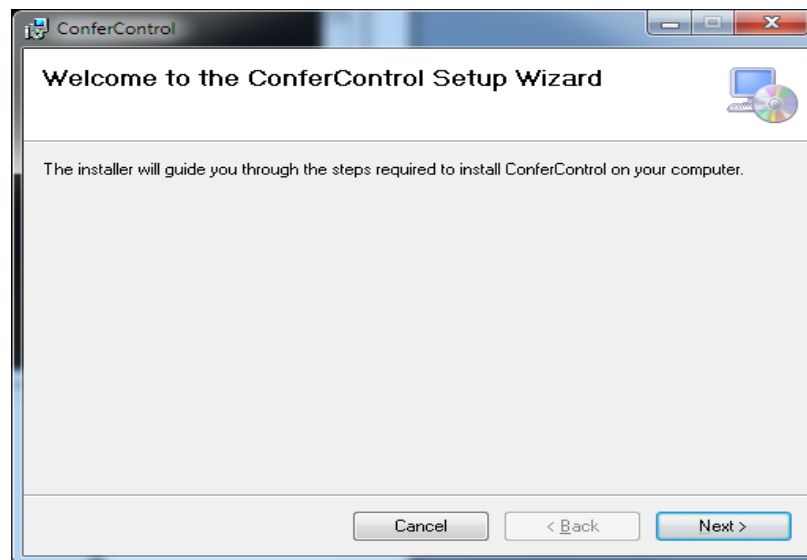 ConferControl
Welcome to the ConferControl Setup Wizard
The installer will guide you through the steps required to install ConferControl on your computer.
Cancel
< Back
Next >